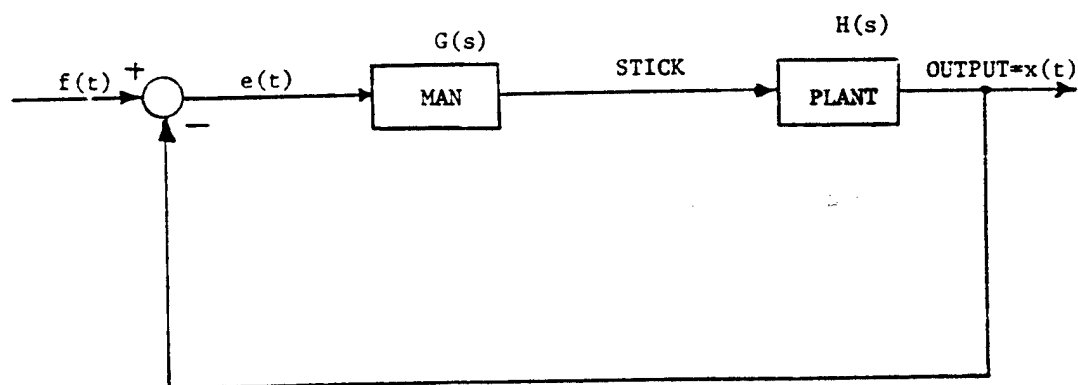 G(s)
H(s)
f(t)
+
e(t)
MAN
STICK
PLANT
OUTPUT=x(t)
−